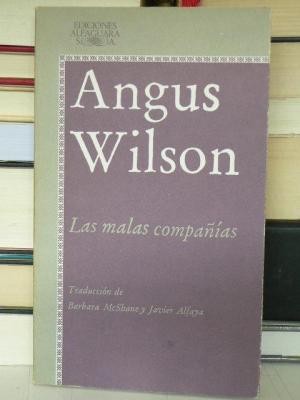 EDICIONES
ALFAGUARA
S.A.
Angus
Wilson
Las malas compañías
Traducción de
Barbara McShane y Javier Alfaya